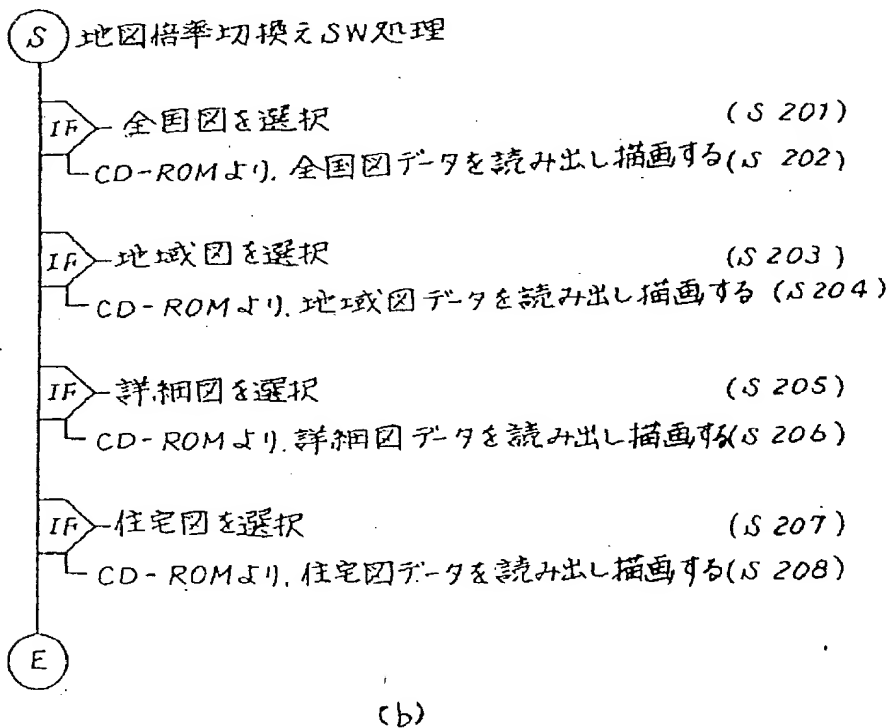 S 地図倍率切換えSW処理
IF 全国図を選択 (S 201)
CD-ROMより、全国図データを読み出し描画する(S 202)
IF 地域図を選択 (S 203)
CD-ROMより、地域図データを読み出し描画する (S 204)
IF 詳細図を選択 (S 205)
CD-ROMより、詳細図データを読み出し描画する(S 206)
IF 住宅図を選択 (S 207)
CD-ROMより、住宅図データを読み出し描画する(S 208)
E
(b)